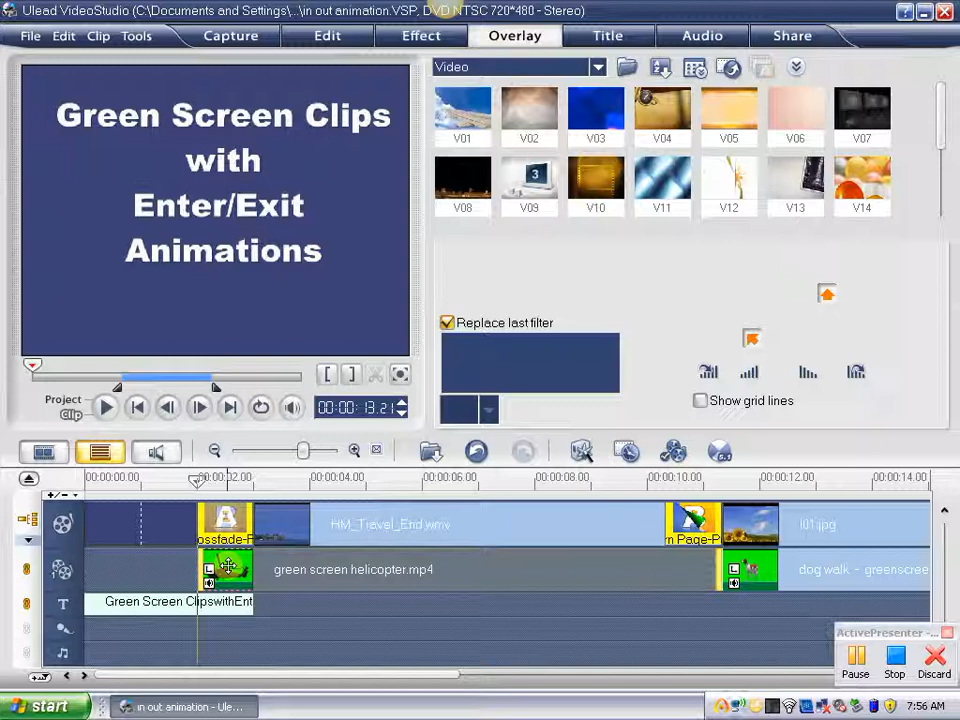 Ulead VideoStudio (C:\Documents and Settings\...\in out animation.VSP, DVD NTSC 720*480 - Stereo)
File Edit Clip Tools Capture Edit Effect Overlay Title Audio Share
Video
Green Screen Clips
with
Enter/Exit
Animations
V01 V02 V03 V04 V05 V06 V07
3
V08 V09 V10 V11 V12 V13 V14
Replace last filter
Show grid lines
Project
Clip
00:00:13.21
00:00:00.00 00:00:02.00 00:00:04.00 00:00:06.00 00:00:08.00 00:00:10.00 00:00:12.00 00:00:14.00
A
HM_Travel_End.wmv
I01.jpg
ossfade-F
n Page-P
green screen helicopter.mp4
dog walk - greenscree
L
L
T
Green Screen ClipswithEnt
ActivePresenter -...
Pause Stop Discard
start
in out animation - Ule...
7:56 AM